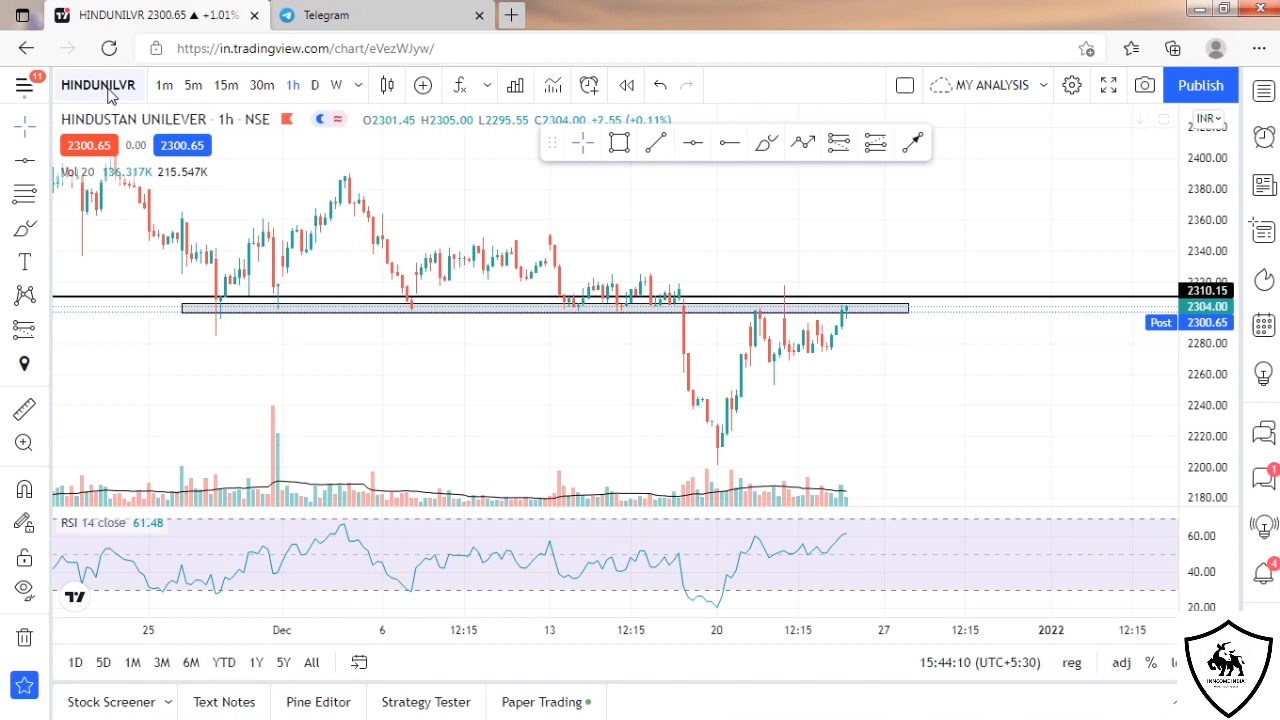 HINDUNILVR 2300.65 ▲ +1.01%
Telegram
https://in.tradingview.com/chart/eVezWJyw/
11
HINDUNILVR 1m 5m 15m 30m 1h D W MY ANALYSIS Publish
HINDUSTAN UNILEVER · 1h · NSE O2301.45 H2305.00 L2295.55 C2304.00 +2.55 (+0.11%) INR
2300.65 0.00 2300.65
Vol 20 136.317K 215.547K
2400.00
2380.00
2360.00
2340.00
2310.15
2304.00
Post 2300.65
2280.00
2260.00
2240.00
2220.00
2200.00
2180.00
RSI 14 close 61.48
60.00
40.00
20.00
1
4
25 Dec 6 12:15 13 12:15 20 12:15 27 12:15 2022 12:15
1D 5D 1M 3M 6M YTD 1Y 5Y All 15:44:10 (UTC+5:30) reg adj %
Stock Screener Text Notes Pine Editor Strategy Tester Paper Trading
INNCOMEINDIA